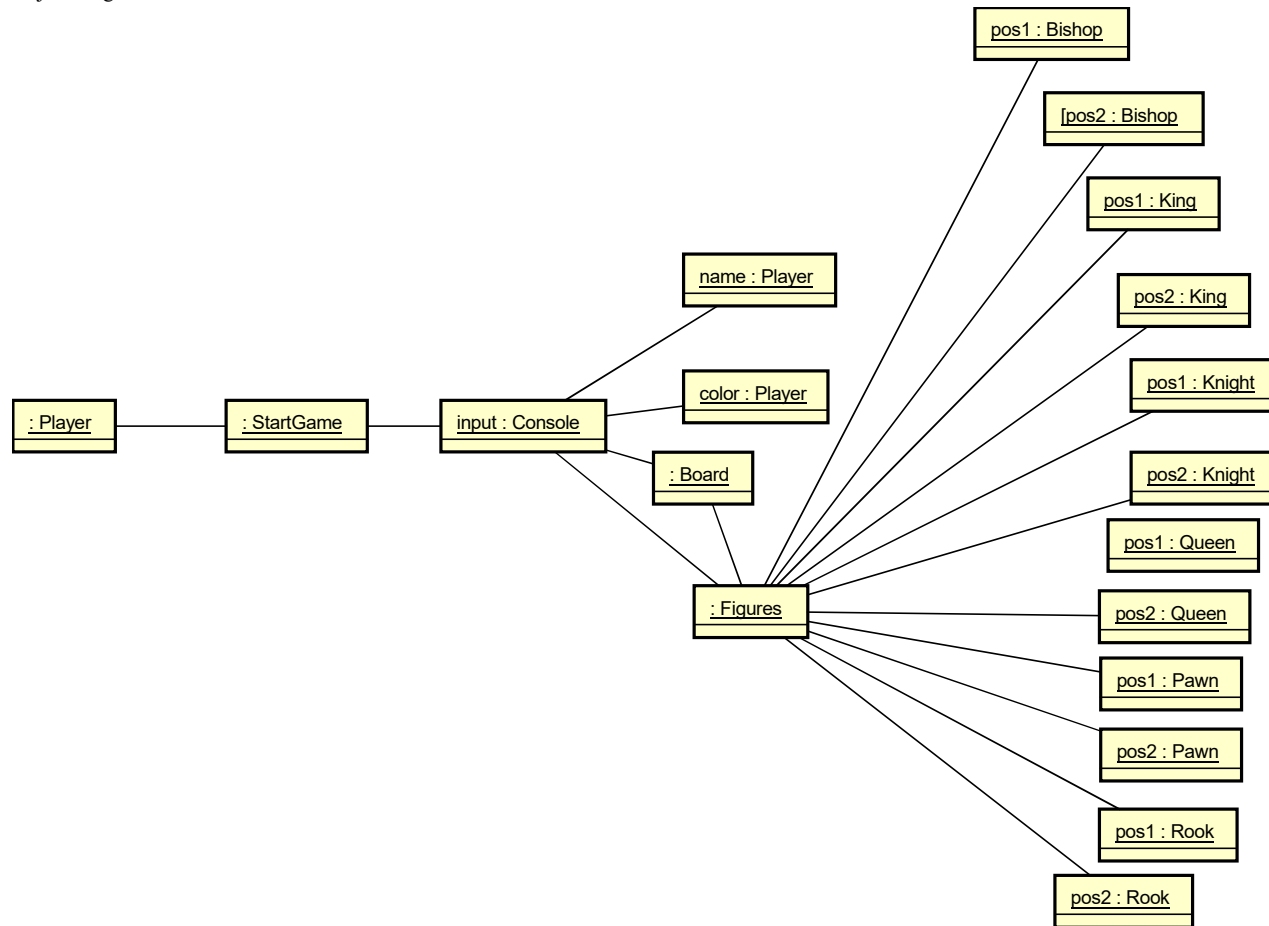 pos1 : Bishop
[pos2 : Bishop
pos1 : King
name : Player
pos2 : King
color : Player
pos1 : Knight
: Player
: StartGame
input : Console
: Board
pos2 : Knight
pos1 : Queen
: Figures
pos2 : Queen
pos1 : Pawn
pos2 : Pawn
pos1 : Rook
pos2 : Rook